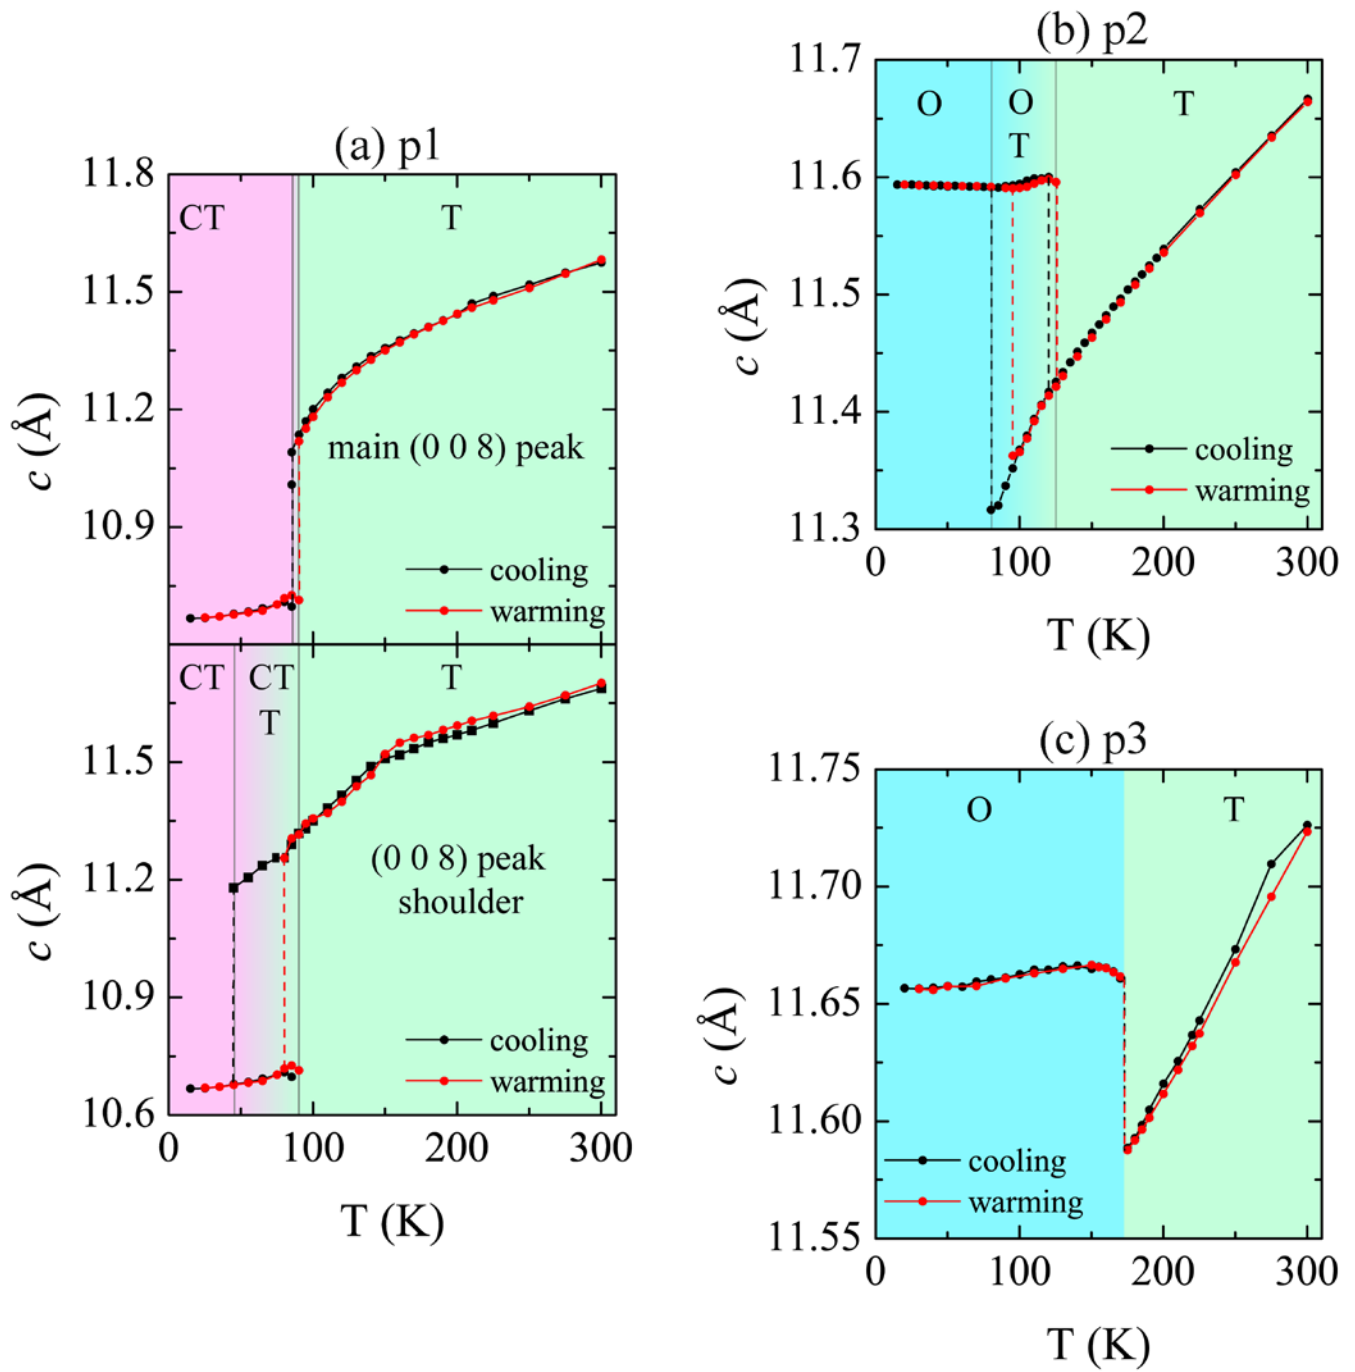 (a) p1
11.8
11.5
11.2
10.9
c (Å)
CT
T
main (0 0 8) peak
cooling
warming
11.5
11.2
10.9
10.6
c (Å)
CT
CT
T
T
(0 0 8) peak
shoulder
cooling
warming
0 100 200 300
T (K)
(b) p2
11.7
11.6
11.5
11.4
11.3
c (Å)
O
O
T
T
cooling
warming
0 100 200 300
T (K)
(c) p3
11.75
11.70
11.65
11.60
11.55
c (Å)
O
T
cooling
warming
0 100 200 300
T (K)